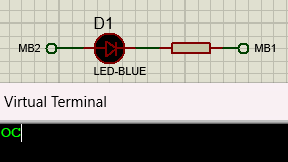 D1
MB2 MB1
LED-BLUE
Virtual Terminal
OC